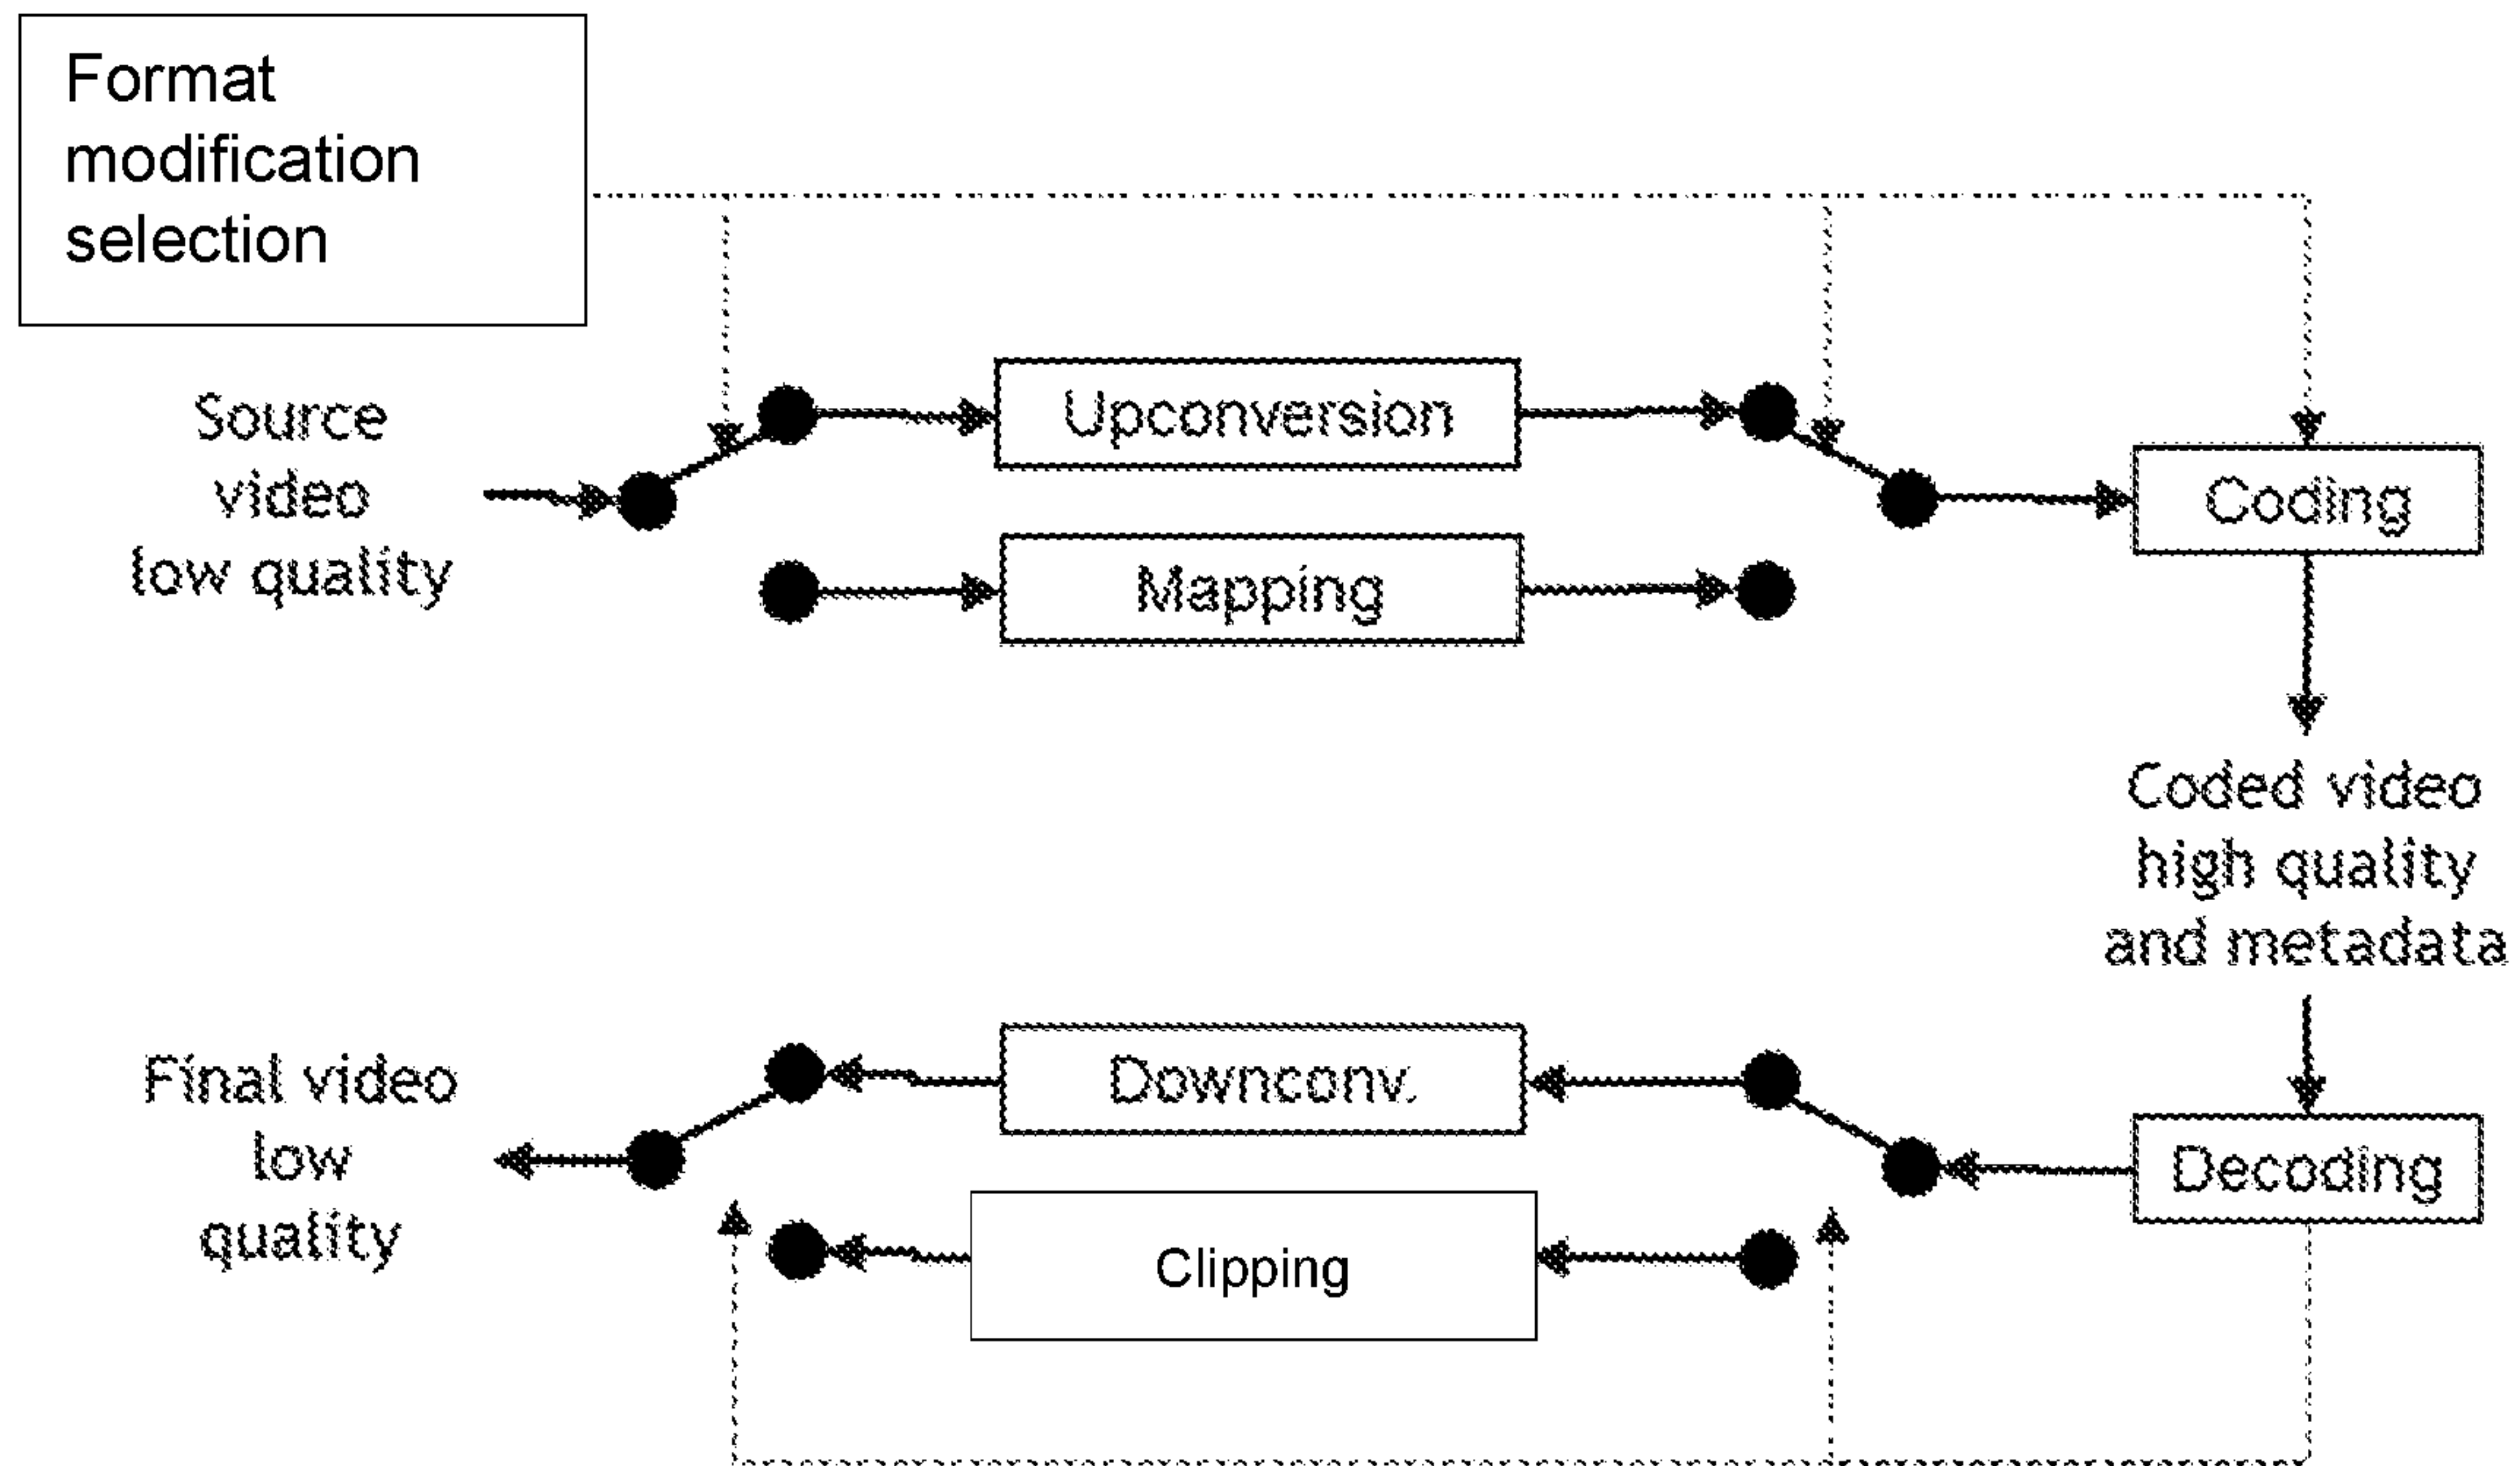 Format
modification
selection
Source
video
low quality
Upconversion
Mapping
Coding
Coded video
high quality
and metadata
Final video
low
quality
Downconv.
Clipping
Decoding